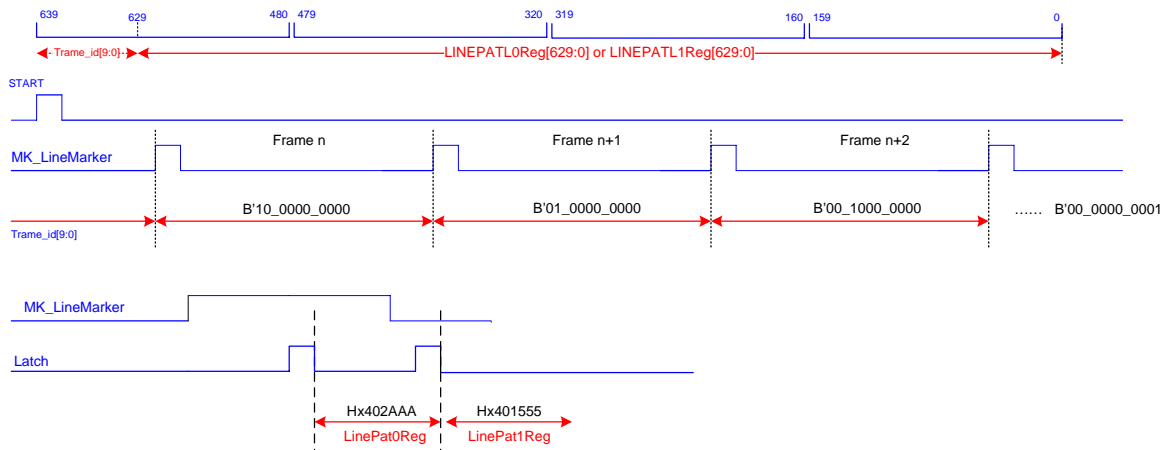 639 629 480 479 320 319 160 159 0
Trame_id[9:0] LINEPATL0Reg[629:0] or LINEPATL1Reg[629:0]
START
Frame n Frame n+1 Frame n+2
MK_LineMarker
B'10_0000_0000 B'01_0000_0000 B'00_1000_0000 …… B'00_0000_0001
Trame_id[9:0]
MK_LineMarker
Latch
Hx402AAA Hx401555
LinePat0Reg LinePat1Reg